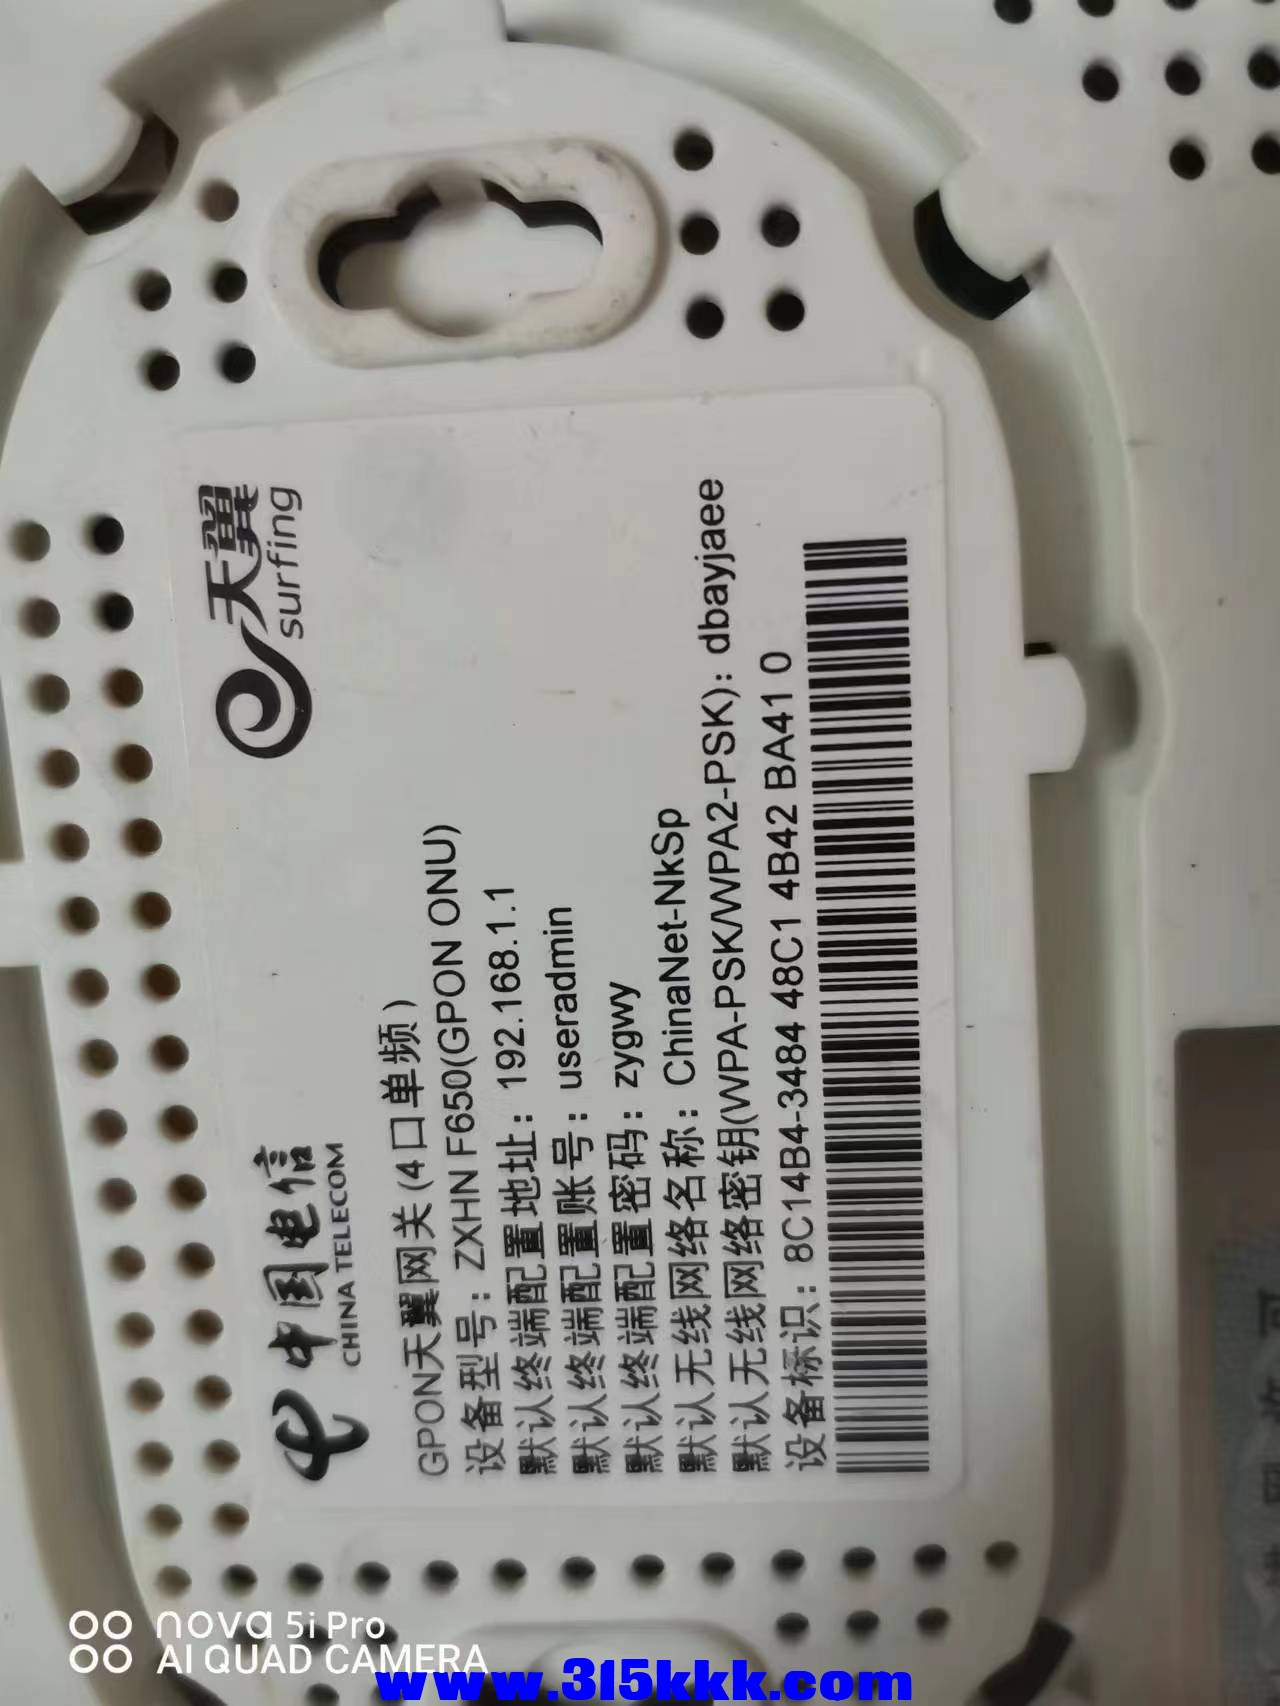 中国电信
CHINA TELECOM
天翼
surfing
GPON天翼网关(4口单频)
设备型号：ZXHN F650(GPON ONU)
默认终端配置地址：192.168.1.1
默认终端配置账号：useradmin
默认终端配置密码：zygwy
默认无线网络名称：ChinaNet-NkSp
默认无线网络密钥(WPA-PSK/WPA2-PSK)：dbayjaee
设备标识：8C14B4-3484 48C1 4B42 BA41 0
nova 5i Pro
AI QUAD CAMERA
www.315kkk.com